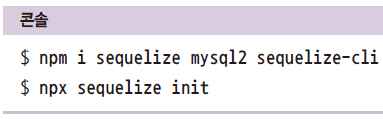 콘솔
$ npm i sequelize mysql2 sequelize-cli
$ npx sequelize init